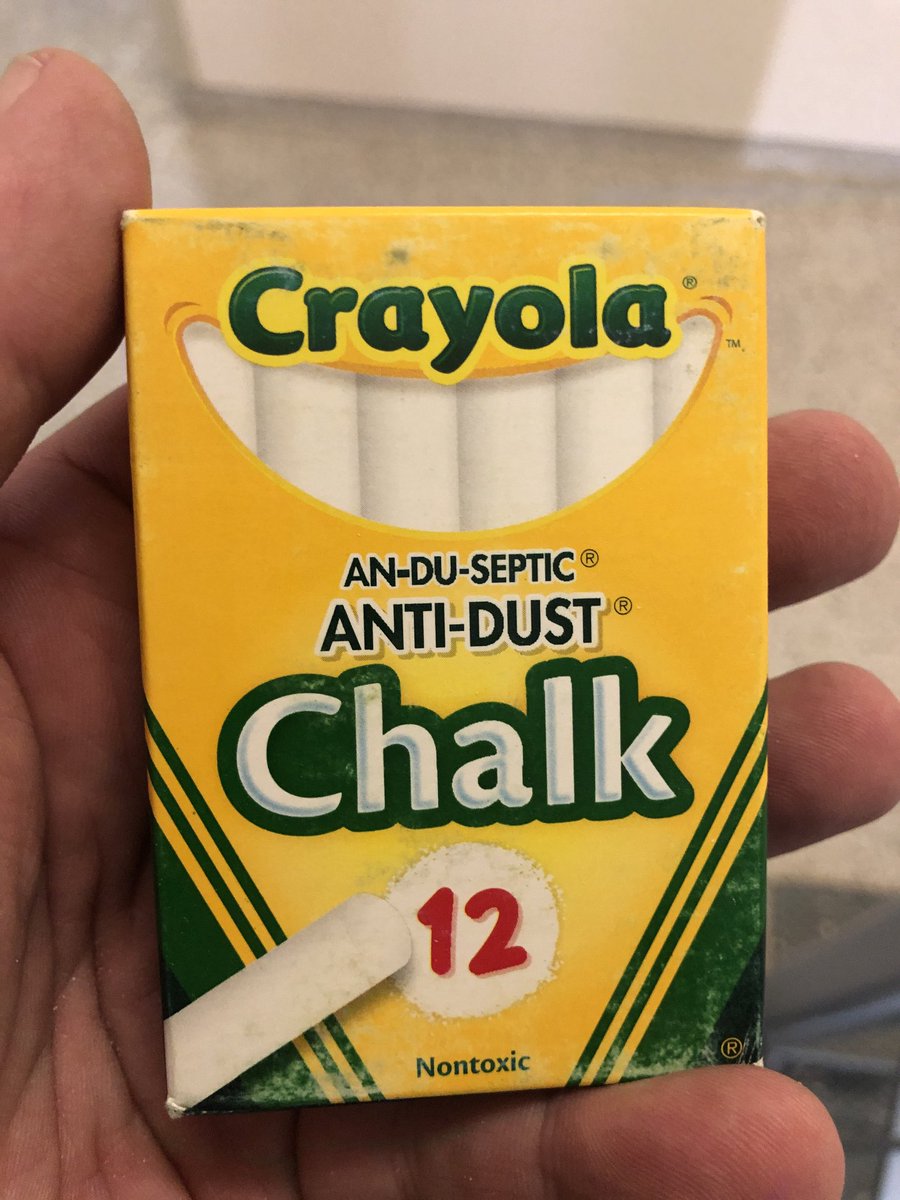 Crayola®
™
AN-DU-SEPTIC®
ANTI-DUST®
Chalk
12
Nontoxic
®